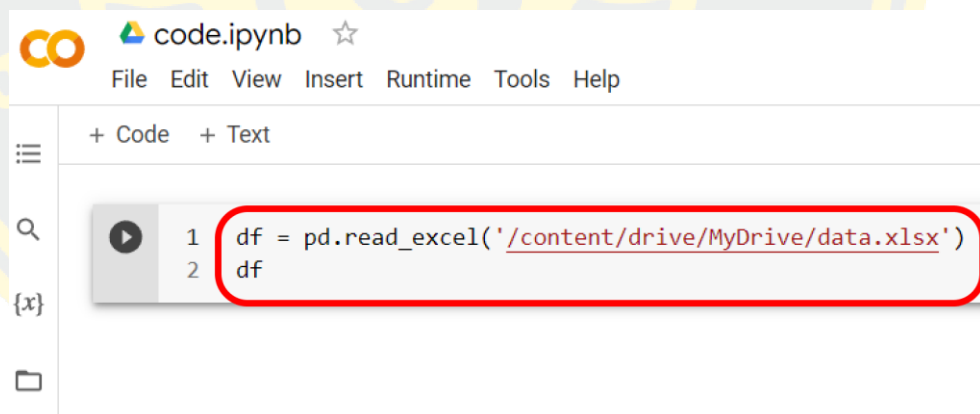 code.ipynb
File Edit View Insert Runtime Tools Help
+ Code + Text
1 df = pd.read_excel('/content/drive/MyDrive/data.xlsx')
2 df
{x}